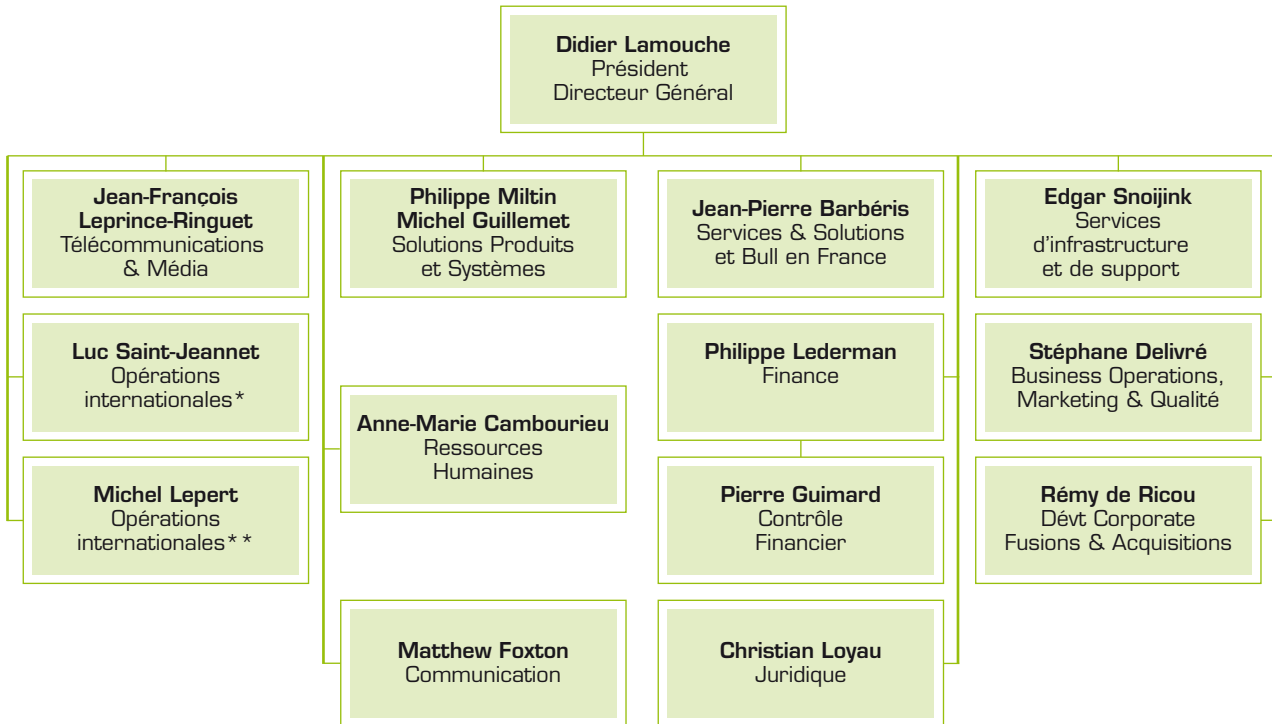 Didier Lamouche
Président
Directeur Général
Jean-François
Leprince-Ringuet
Télécommunications
& Média
Philippe Miltin
Michel Guillemet
Solutions Produits
et Systèmes
Jean-Pierre Barbéris
Services & Solutions
et Bull en France
Edgar Snoijink
Services
d'infrastructure
et de support
Luc Saint-Jeannet
Opérations
internationales*
Anne-Marie Cambourieu
Ressources
Humaines
Philippe Lederman
Finance
Stéphane Delivré
Business Operations,
Marketing & Qualité
Michel Lepert
Opérations
internationales**
Pierre Guimard
Contrôle
Financier
Rémy de Ricou
Dévt Corporate
Fusions & Acquisitions
Matthew Foxton
Communication
Christian Loyau
Juridique